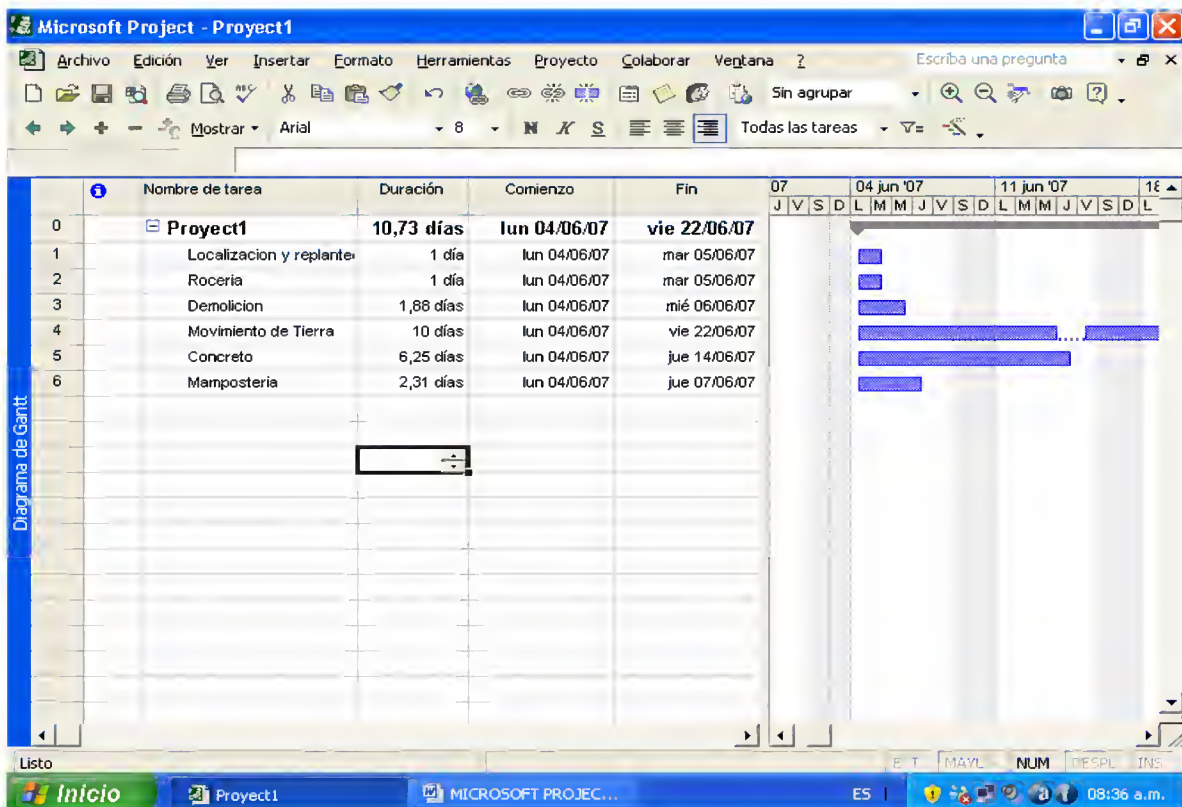 Microsoft Project - Proyect1
Archivo Edición Ver Insertar Formato Herramientas Proyecto Colaborar Ventana ? Escriba una pregunta
Sin agrupar
Mostrar Arial 8 N K S Todas las tareas
Nombre de tarea Duración Comienzo Fin 07 04 jun '07 11 jun '07 18
J V S D L M M J V S D L M M J V S D L
0 Proyect1 10,73 días lun 04/06/07 vie 22/06/07
1 Localizacion y replante 1 día lun 04/06/07 mar 05/06/07
2 Roceria 1 día lun 04/06/07 mar 05/06/07
3 Demolicion 1,88 días lun 04/06/07 mié 06/06/07
4 Movimiento de Tierra 10 días lun 04/06/07 vie 22/06/07
5 Concreto 6,25 días lun 04/06/07 jue 14/06/07
6 Mamposteria 2,31 días lun 04/06/07 jue 07/06/07
Diagrama de Gantt
Listo MAYÚ NUM DESPL INS
Inicio Proyect1 MICROSOFT PROJEC... ES 08:36 a.m.